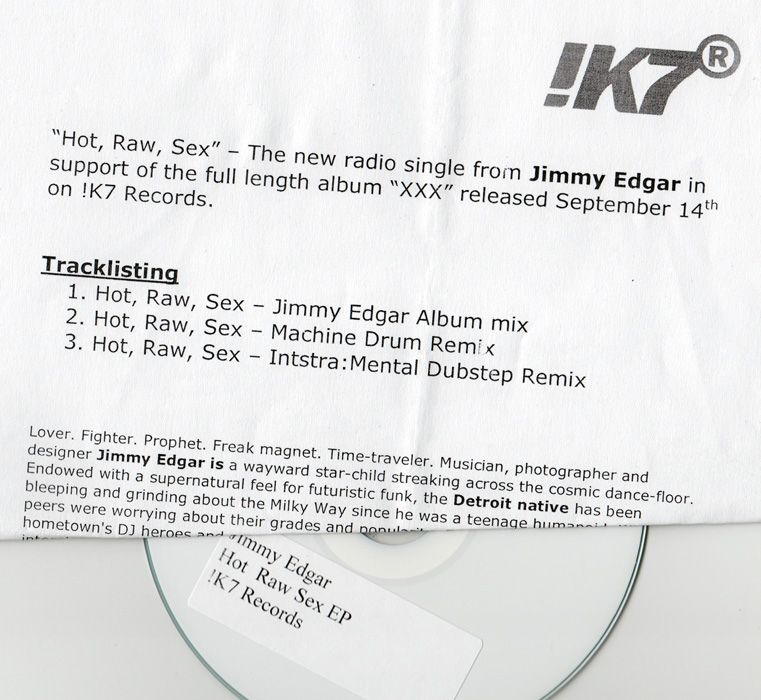 !K7®
"Hot, Raw, Sex" – The new radio single from Jimmy Edgar in
support of the full length album "XXX" released September 14th
on !K7 Records.
Tracklisting
1. Hot, Raw, Sex – Jimmy Edgar Album mix
2. Hot, Raw, Sex – Machine Drum Remix
3. Hot, Raw, Sex – Intstra:Mental Dubstep Remix
Lover. Fighter. Prophet. Freak magnet. Time-traveler. Musician, photographer and
designer Jimmy Edgar is a wayward star-child streaking across the cosmic dance-floor.
Endowed with a supernatural feel for futuristic funk, the Detroit native has been
bleeping and grinding about the Milky Way since he was a teenage humanoid.
peers were worrying about their grades and
hometown's DJ heroes and
Jimmy Edgar
Hot Raw Sex EP
!K7 Records